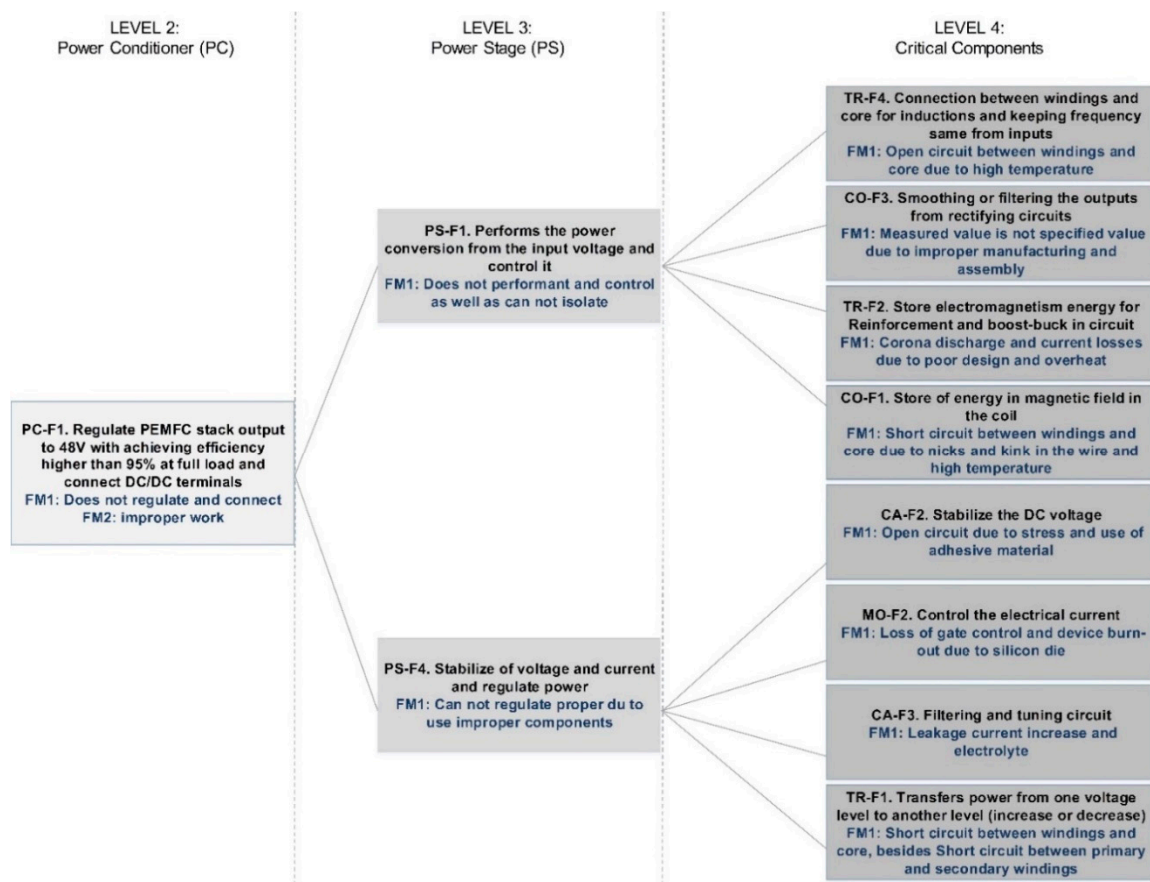 LEVEL 2:
Power Conditioner (PC)
LEVEL 3:
Power Stage (PS)
LEVEL 4:
Critical Components
PC-F1. Regulate PEMFC stack output
to 48V with achieving efficiency
higher than 95% at full load and
connect DC/DC terminals
FM1: Does not regulate and connect
FM2: improper work
PS-F1. Performs the power
conversion from the input voltage and
control it
FM1: Does not performant and control
as well as can not isolate
PS-F4. Stabilize of voltage and current
and regulate power
FM1: Can not regulate proper du to
use improper components
TR-F4. Connection between windings and
core for inductions and keeping frequency
same from inputs
FM1: Open circuit between windings and
core due to high temperature
CO-F3. Smoothing or filtering the outputs
from rectifying circuits
FM1: Measured value is not specified value
due to improper manufacturing and
assembly
TR-F2. Store electromagnetism energy for
Reinforcement and boost-buck in circuit
FM1: Corona discharge and current losses
due to poor design and overheat
CO-F1. Store of energy in magnetic field in
the coil
FM1: Short circuit between windings and
core due to nicks and kink in the wire and
high temperature
CA-F2. Stabilize the DC voltage
FM1: Open circuit due to stress and use of
adhesive material
MO-F2. Control the electrical current
FM1: Loss of gate control and device burn-
out due to silicon die
CA-F3. Filtering and tuning circuit
FM1: Leakage current increase and
electrolyte
TR-F1. Transfers power from one voltage
level to another level (increase or decrease)
FM1: Short circuit between windings and
core, besides Short circuit between primary
and secondary windings